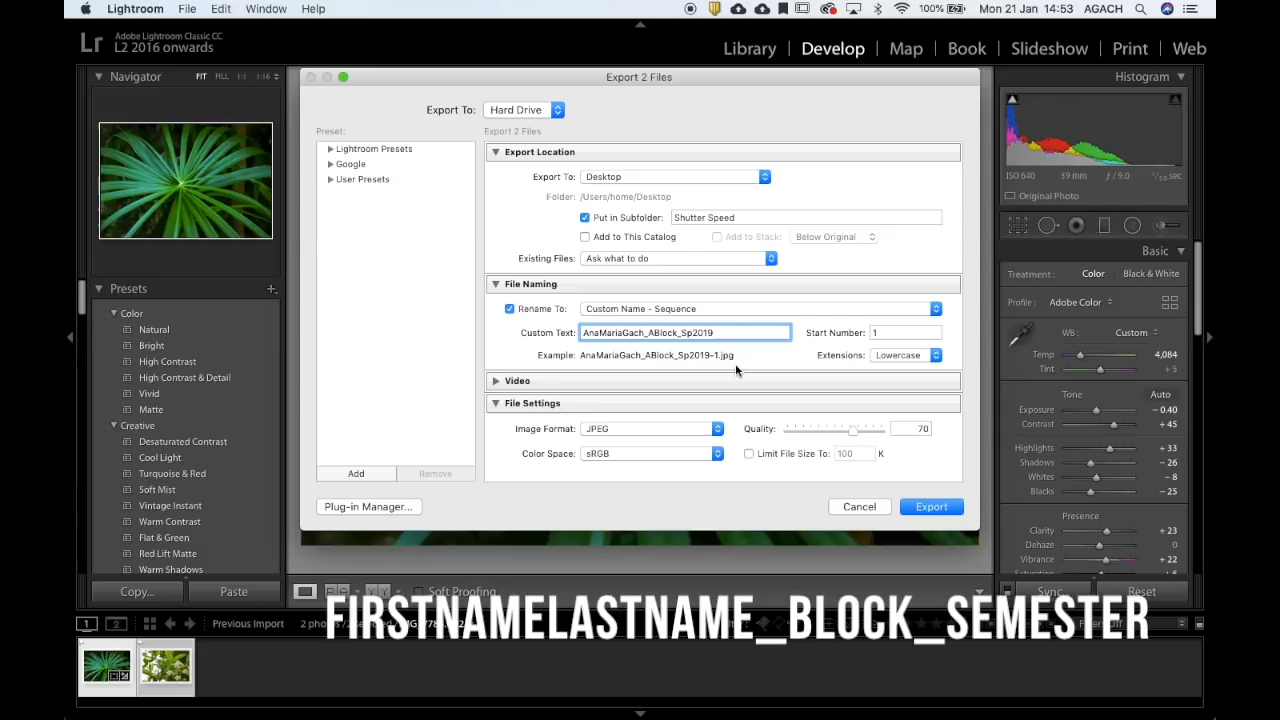 Lightroom File Edit Window Help 100% Mon 21 Jan 14:53 AGACH
Lr Adobe Lightroom Classic CC
L2 2016 onwards
Library | Develop | Map | Book | Slideshow | Print | Web
Navigator FIT FILL 1:1 1:16
Export 2 Files
Histogram
Export To: Hard Drive
Preset:
Lightroom Presets
Google
User Presets
Add Remove
Export 2 Files
Export Location
Export To: Desktop
Folder: /Users/home/Desktop
Put in Subfolder: Shutter Speed
Add to This Catalog Add to Stack: Below Original
Existing Files: Ask what to do
File Naming
Rename To: Custom Name - Sequence
Custom Text: AnaMariaGach_ABlock_Sp2019 Start Number: 1
Example: AnaMariaGach_ABlock_Sp2019-1.jpg Extensions: Lowercase
Video
File Settings
Image Format: JPEG Quality: 70
Color Space: sRGB Limit File Size To: 100 K
Plug-in Manager... Cancel Export
Presets
Color
Natural
Bright
High Contrast
High Contrast & Detail
Vivid
Matte
Creative
Desaturated Contrast
Cool Light
Turquoise & Red
Soft Mist
Vintage Instant
Warm Contrast
Flat & Green
Red Lift Matte
Warm Shadows
Copy... Paste
ISO 640 39 mm ƒ / 9.0
Original Photo
Basic
Treatment: Color Black & White
Profile: Adobe Color
WB: Custom
Temp 4,084
Tint + 5
Tone Auto
Exposure − 0.40
Contrast + 45
Highlights + 33
Shadows − 26
Whites − 8
Blacks − 25
Presence
Clarity + 23
Dehaze 0
Vibrance + 22
Sync... Reset
Soft Proofing
1 2 Previous Import
FIRSTNAMELASTNAME_BLOCK_SEMESTER